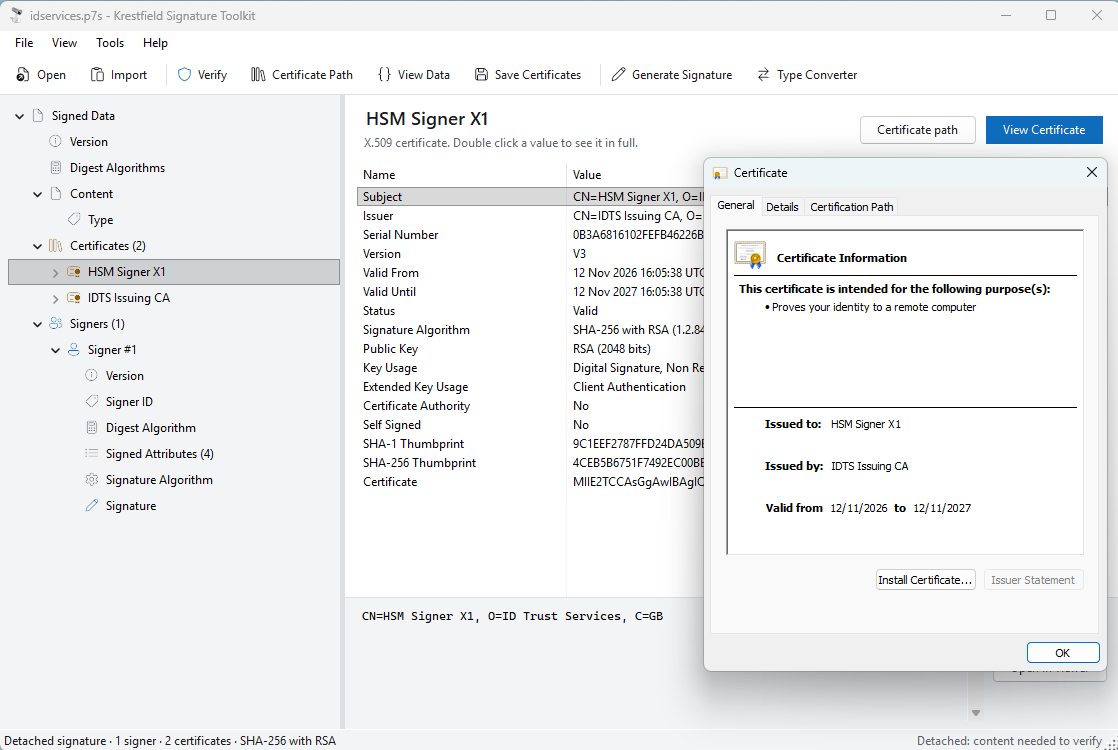 idservices.p7s - Krestfield Signature Toolkit
File View Tools Help
Open Import Verify Certificate Path View Data Save Certificates Generate Signature Type Converter
Signed Data
Version
Digest Algorithms
Content
Type
Certificates (2)
HSM Signer X1
IDTS Issuing CA
Signers (1)
Signer #1
Version
Signer ID
Digest Algorithm
Signed Attributes (4)
Signature Algorithm
Signature
HSM Signer X1
X.509 certificate. Double click a value to see it in full.
Certificate path View Certificate
Name Value
Subject CN=HSM Signer X1, O=
Issuer CN=IDTS Issuing CA, O=
Serial Number 0B3A6816102FEFB46226B
Version V3
Valid From 12 Nov 2026 16:05:38 UTC
Valid Until 12 Nov 2027 16:05:38 UTC
Status Valid
Signature Algorithm SHA-256 with RSA (1.2.84
Public Key RSA (2048 bits)
Key Usage Digital Signature, Non Re
Extended Key Usage Client Authentication
Certificate Authority No
Self Signed No
SHA-1 Thumbprint 9C1EEF2787FFD24DA509
SHA-256 Thumbprint 4CEB5B6751F7492EC00B
Certificate MIIE2TCCAsGgAwIBAgIC
CN=HSM Signer X1, O=ID Trust Services, C=GB
Certificate
General Details Certification Path
Certificate Information
This certificate is intended for the following purpose(s):
• Proves your identity to a remote computer
Issued to: HSM Signer X1
Issued by: IDTS Issuing CA
Valid from 12/11/2026 to 12/11/2027
Install Certificate... Issuer Statement
OK
Detached signature · 1 signer · 2 certificates · SHA-256 with RSA
Detached: content needed to verify